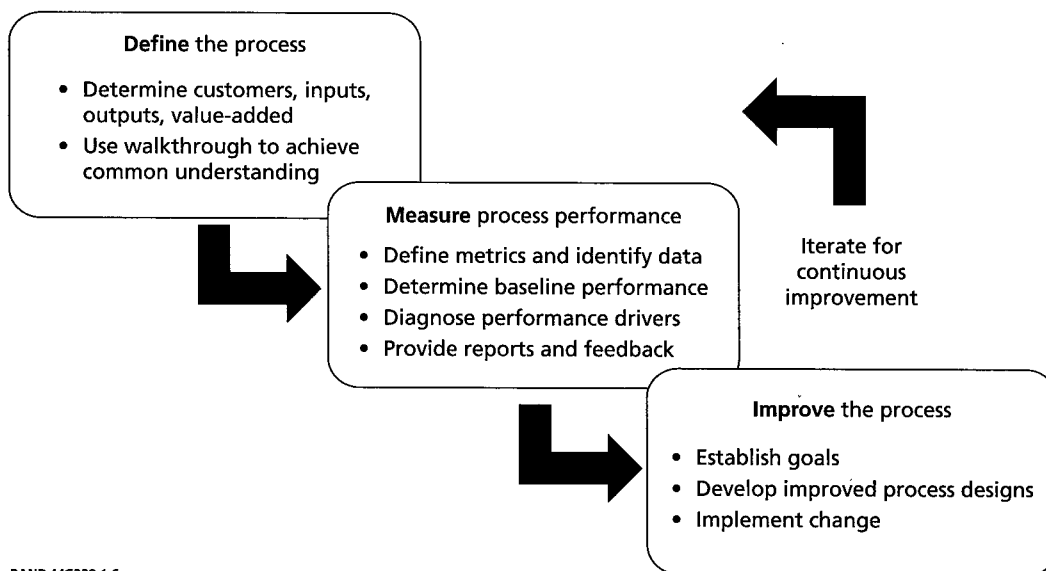 Define the process
• Determine customers, inputs,
outputs, value-added
• Use walkthrough to achieve
common understanding
Measure process performance
• Define metrics and identify data
• Determine baseline performance
• Diagnose performance drivers
• Provide reports and feedback
Iterate for
continuous
improvement
Improve the process
• Establish goals
• Develop improved process designs
• Implement change